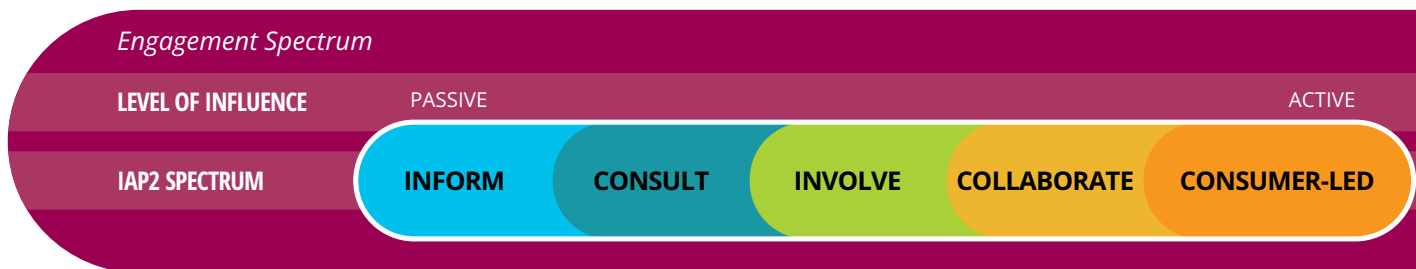 Engagement Spectrum
LEVEL OF INFLUENCE PASSIVE ACTIVE
IAP2 SPECTRUM INFORM CONSULT INVOLVE COLLABORATE CONSUMER-LED